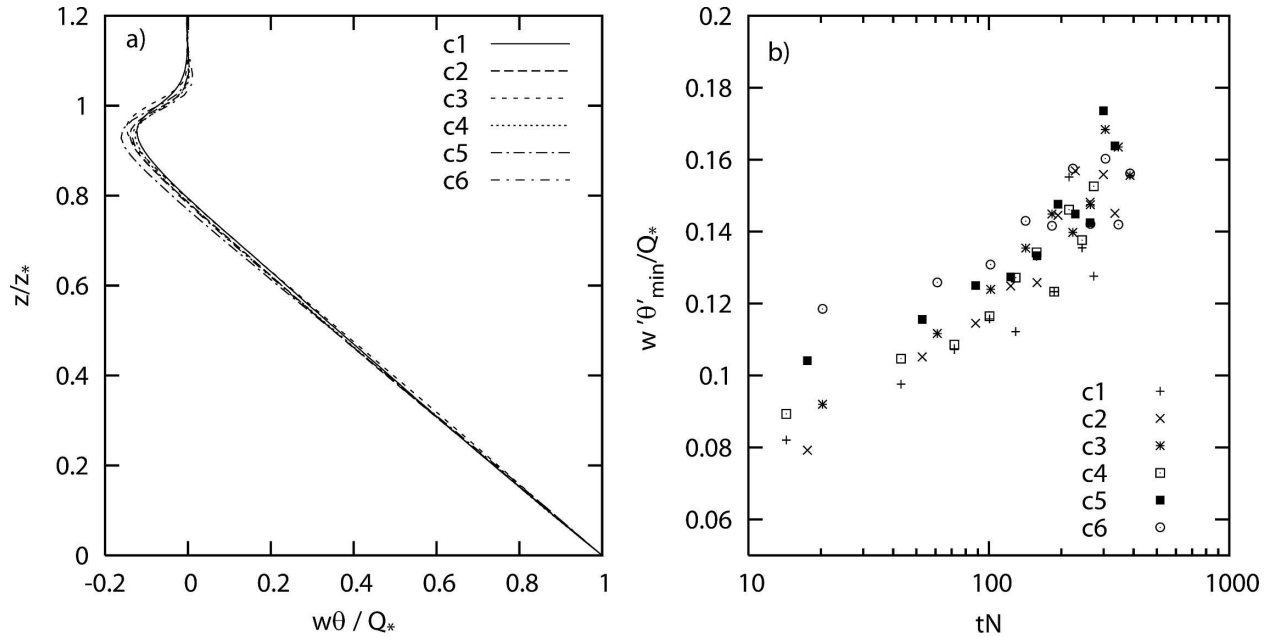 a)
1.2
1
0.8
0.6
0.4
0.2
0
z/z*
-0.2 0 0.2 0.4 0.6 0.8 1
wθ / Q*
c1
c2
c3
c4
c5
c6
b)
0.2
0.18
0.16
0.14
0.12
0.1
0.08
0.06
w'θ'min/Q*
10 100 1000
tN
c1
c2
c3
c4
c5
c6